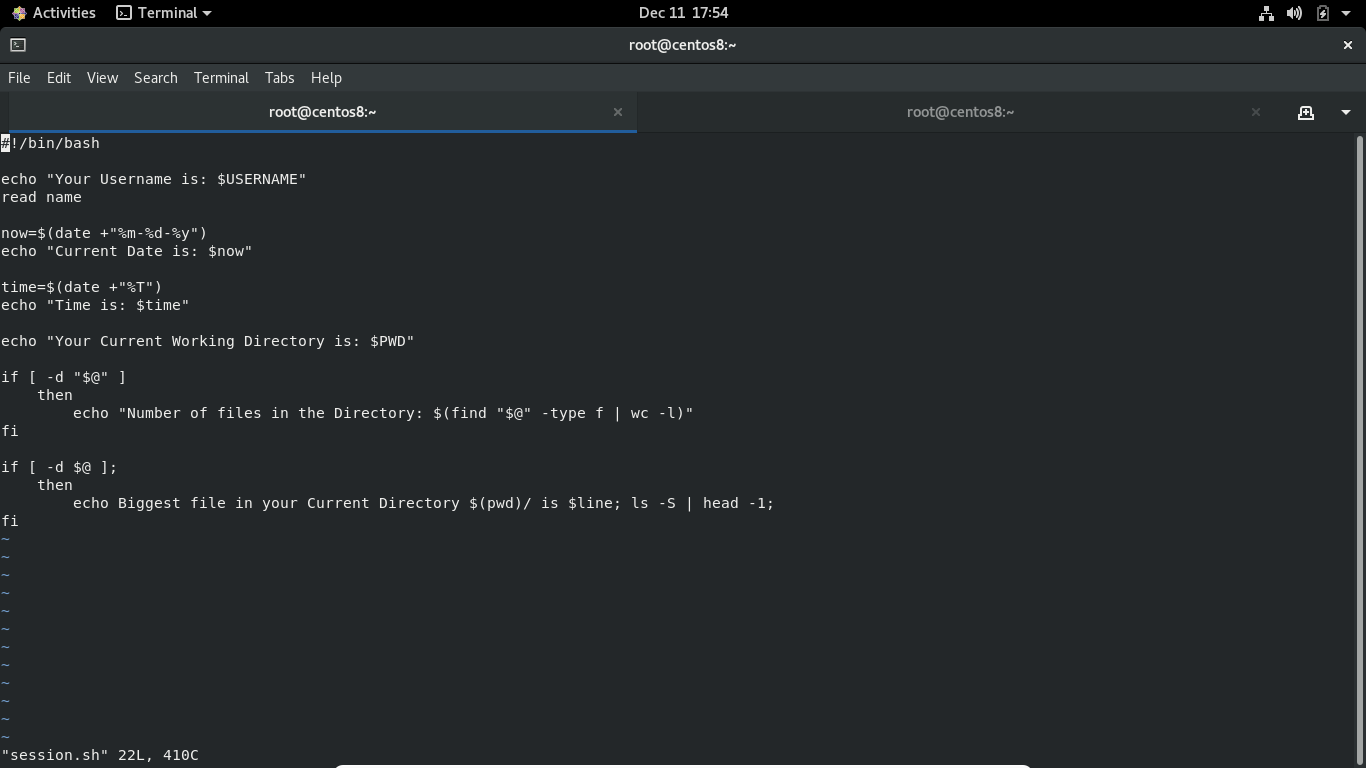 Activities Terminal Dec 11 17:54
root@centos8:~
File Edit View Search Terminal Tabs Help
root@centos8:~ root@centos8:~
#!/bin/bash

echo "Your Username is: $USERNAME"
read name

now=$(date +"%m-%d-%y")
echo "Current Date is: $now"

time=$(date +"%T")
echo "Time is: $time"

echo "Your Current Working Directory is: $PWD"

if [ -d "$@" ]
    then
        echo "Number of files in the Directory: $(find "$@" -type f | wc -l)"
fi

if [ -d $@ ];
    then
        echo Biggest file in your Current Directory $(pwd)/ is $line; ls -S | head -1;
fi
~
~
~
~
~
~
~
~
~
~
~
~
"session.sh" 22L, 410C